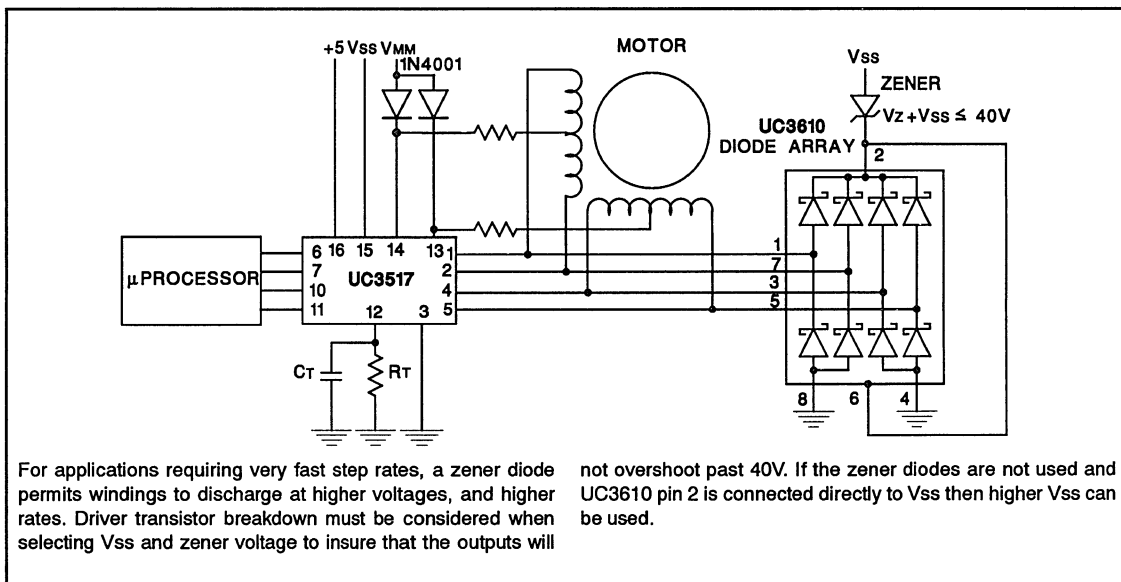 MOTOR
+5 Vss VMM
1N4001
Vss
ZENER
Vz+Vss ≤ 40V
UC3610
DIODE ARRAY
2
μPROCESSOR
6
7
10
11
16 15 14 13
UC3517
12 3
1
2
4
5
1
7
3
5
CT
RT
8 6 4
For applications requiring very fast step rates, a zener diode
permits windings to discharge at higher voltages, and higher
rates. Driver transistor breakdown must be considered when
selecting Vss and zener voltage to insure that the outputs will
not overshoot past 40V. If the zener diodes are not used and
UC3610 pin 2 is connected directly to Vss then higher Vss can
be used.